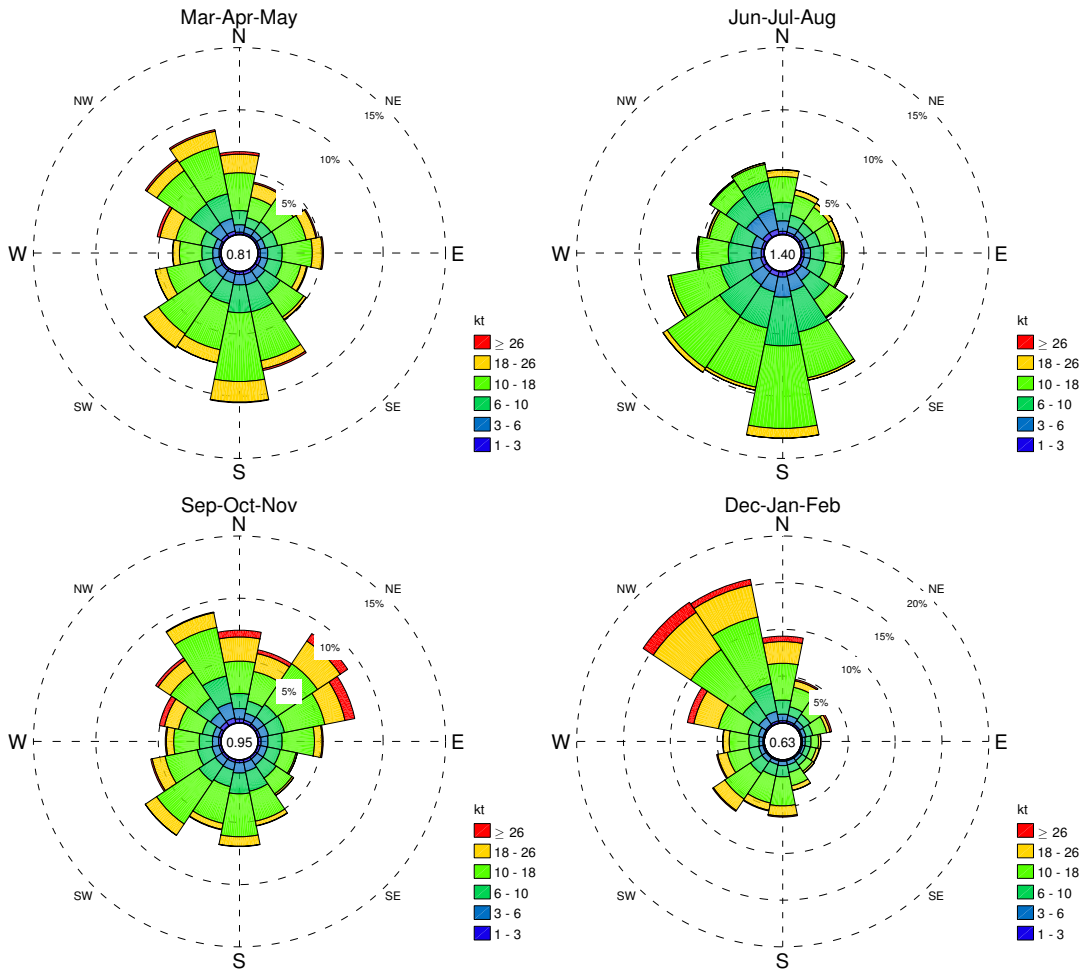 Mar-Apr-May
N
NW
NE
15%
10%
5%
W
0.81
E
SW
SE
S
kt
≥ 26
18 - 26
10 - 18
6 - 10
3 - 6
1 - 3
Jun-Jul-Aug
N
NW
NE
15%
10%
5%
W
1.40
E
SW
SE
S
kt
≥ 26
18 - 26
10 - 18
6 - 10
3 - 6
1 - 3
Sep-Oct-Nov
N
NW
NE
15%
10%
5%
W
0.95
E
SW
SE
S
kt
≥ 26
18 - 26
10 - 18
6 - 10
3 - 6
1 - 3
Dec-Jan-Feb
N
NW
NE
20%
15%
10%
5%
W
0.63
E
SW
SE
S
kt
≥ 26
18 - 26
10 - 18
6 - 10
3 - 6
1 - 3